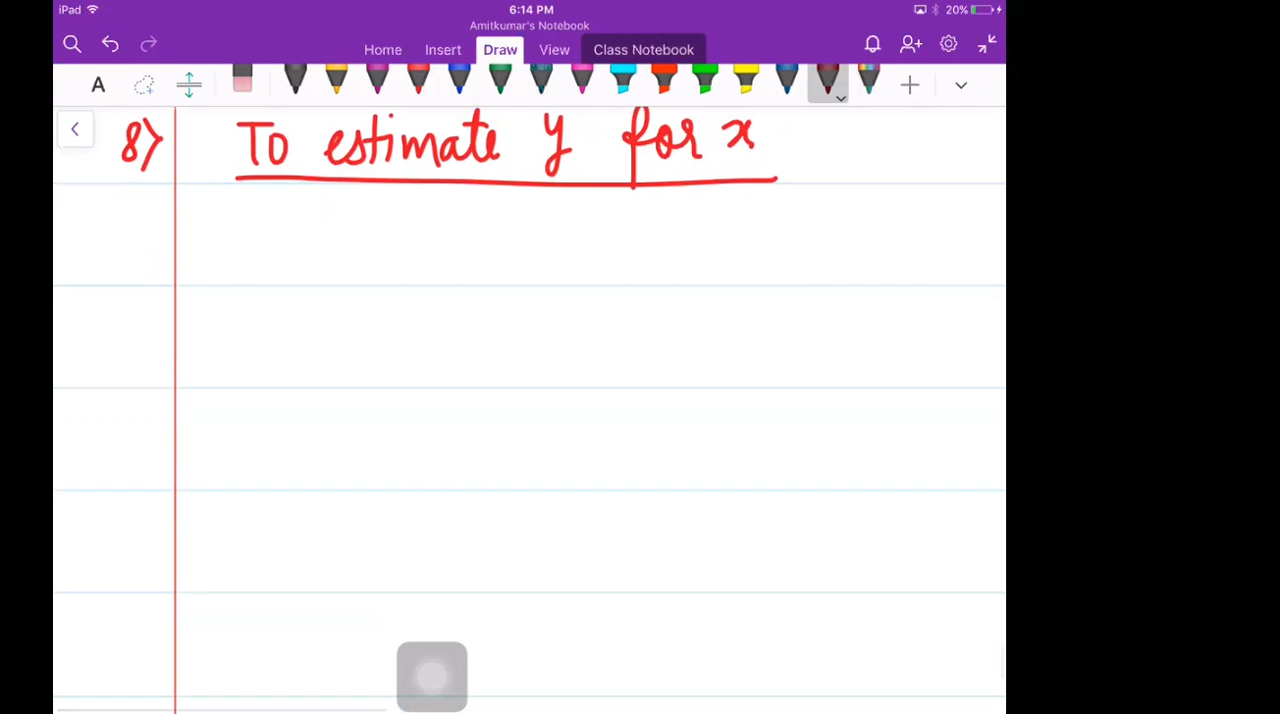 iPad 6:14 PM 20%
Amitkumar's Notebook
Home Insert Draw View Class Notebook
A
8) To estimate y for x